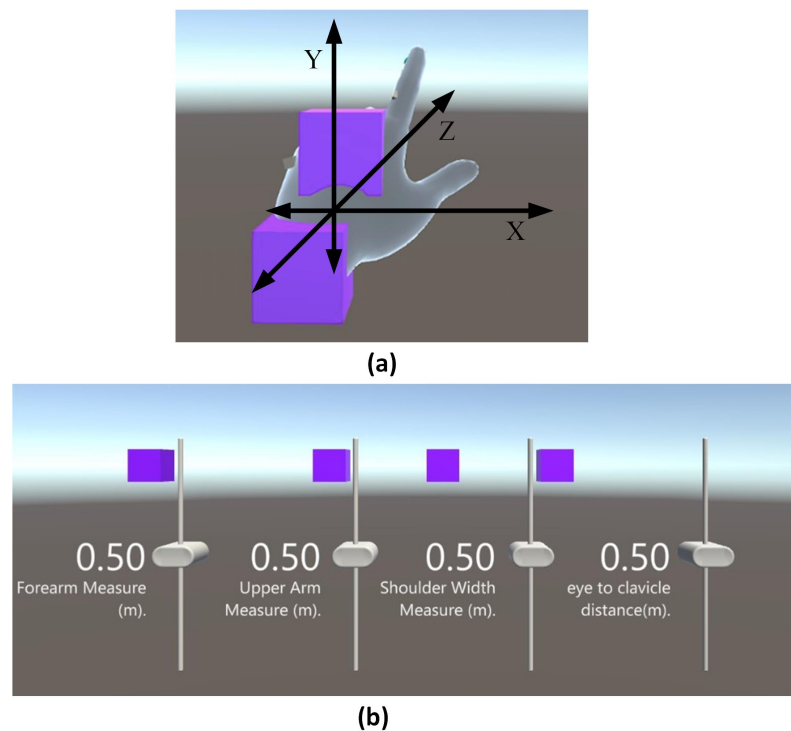 Y
Z
X
(a)
0.50 0.50 0.50 0.50
Forearm Measure Upper Arm Shoulder Width eye to clavicle
(m). Measure (m). Measure (m). distance(m).
(b)